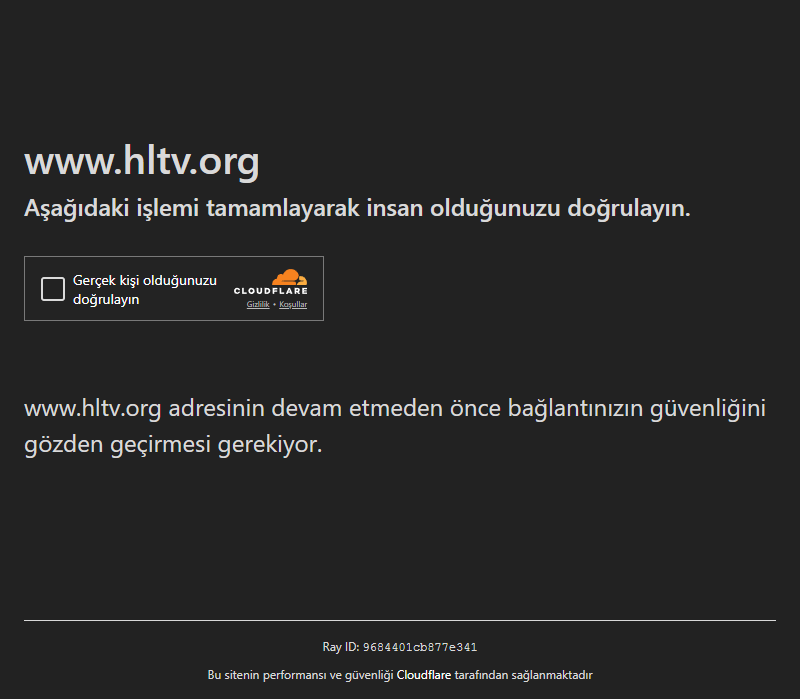 www.hltv.org
Aşağıdaki işlemi tamamlayarak insan olduğunuzu doğrulayın.
Gerçek kişi olduğunuzu
doğrulayın
CLOUDFLARE
Gizlilik • Koşullar
www.hltv.org adresinin devam etmeden önce bağlantınızın güvenliğini
gözden geçirmesi gerekiyor.
Ray ID: 9684401cb877e341
Bu sitenin performansı ve güvenliği Cloudflare tarafından sağlanmaktadır